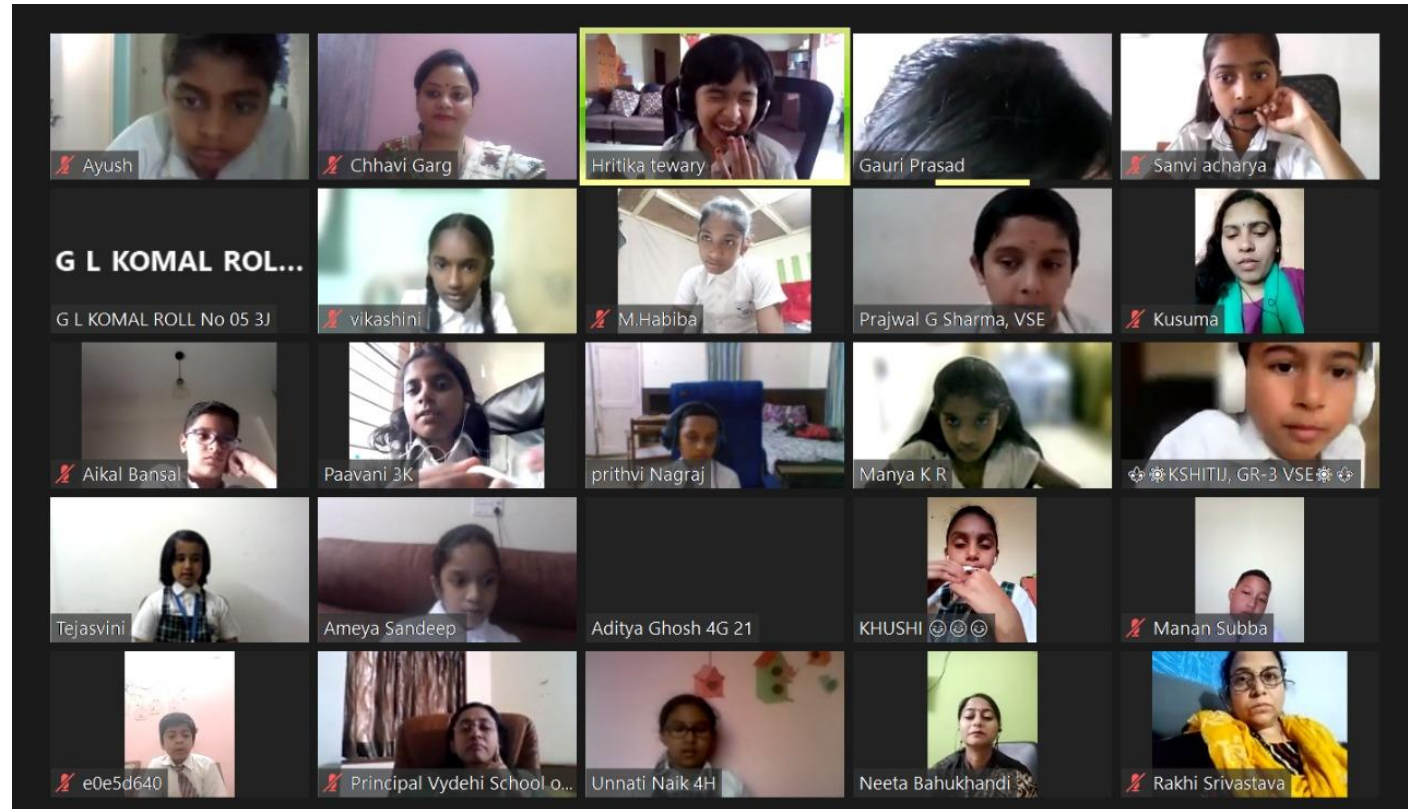 Ayush
Chhavi Garg
Hritika tewary
Gauri Prasad
Sanvi acharya
G L KOMAL ROL...
G L KOMAL ROLL No 05 3J
vikashini
M.Habiba
Prajwal G Sharma, VSE
Kusuma
Aikal Bansal
Paavani 3K
prithvi Nagraj
Manya K R
⚜🔅KSHITIJ, GR-3 VSE🔅⚜
Tejasvini
Ameya Sandeep
Aditya Ghosh 4G 21
KHUSHI ☺☺☺
Manan Subba
e0e5d640
Principal Vydehi School o...
Unnati Naik 4H
Neeta Bahukhandi
Rakhi Srivastava